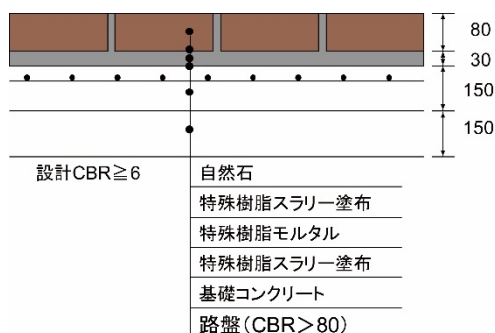 80
30
150
150
設計CBR≧6
自然石
特殊樹脂スラリー塗布
特殊樹脂モルタル
特殊樹脂スラリー塗布
基礎コンクリート
路盤(CBR>80)